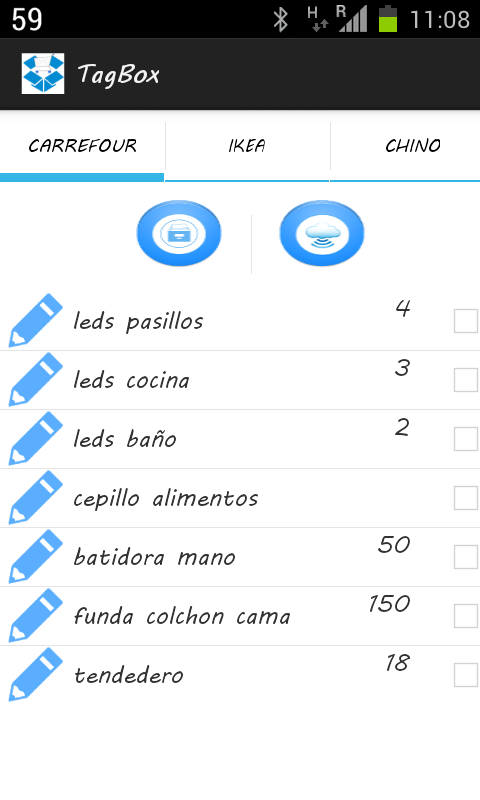 59 H R 11:08
TagBox
CARREFOUR IKEA CHINO
leds pasillos 4
leds cocina 3
leds baño 2
cepillo alimentos
batidora mano 50
funda colchon cama 150
tendedero 18